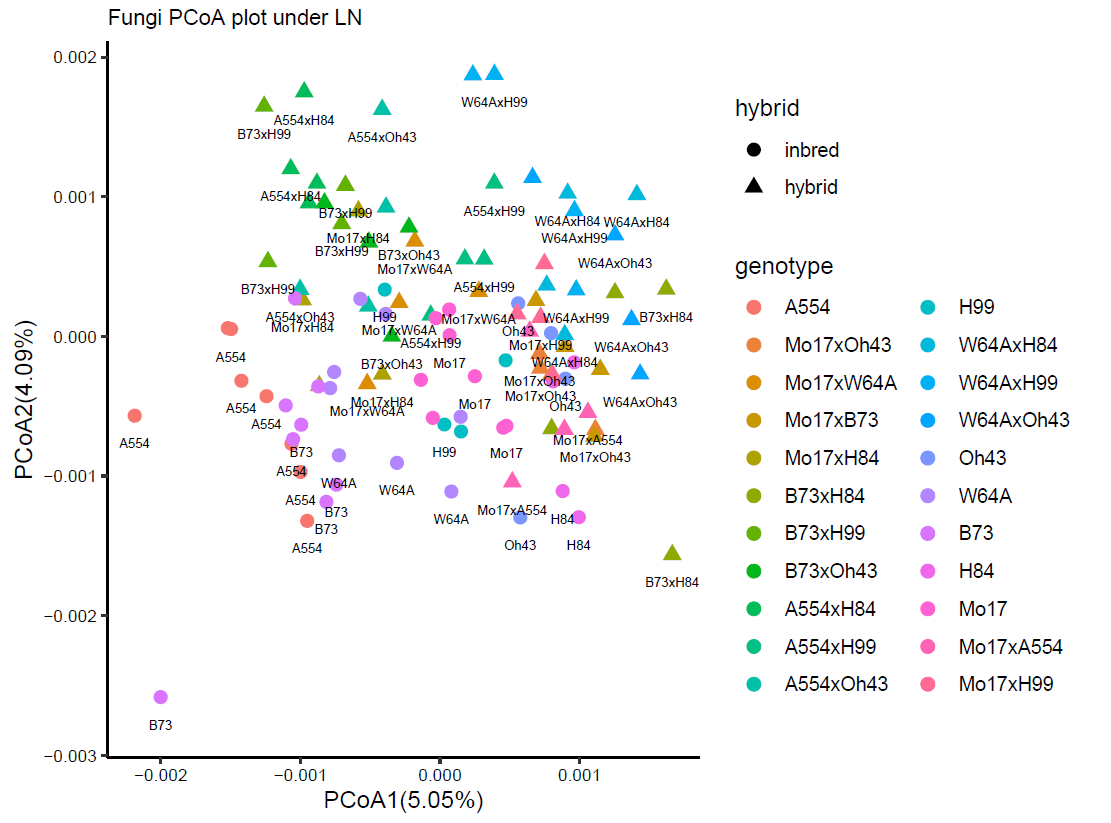 Fungi PCoA plot under LN
0.002
W64AxH99
A554xH84
B73xH99
A554xOh43
0.001
A554xH84
A554xH99
B73xH99
W64AxH84
W64AxH84
Mo17xH84
W64AxH99
B73xH99
B73xOh43
Mo17xW64A
W64AxOh43
B73xH99
A554xH99
A554xOh43
H99
Mo17xW64A
W64AxH99
B73xH84
Mo17xH84
Mo17xW64A
Oh43
0.000
A554xH99
Mo17xH99
W64AxOh43
A554
B73xOh43
Mo17
W64AxH84
Mo17xOh43
Mo17xOh43
A554
Mo17xH84
Mo17
Oh43
W64AxOh43
Mo17xW64A
A554
A554
B73
H99
Mo17
Mo17xA554
Mo17xOh43
A554
−0.001
W64A
W64A
A554
B73
W64A
Mo17xA554
H84
B73
A554
Oh43
H84
B73xH84
−0.002
B73
−0.003
−0.002
−0.001
0.000
0.001
PCoA1(5.05%)
PCoA2(4.09%)
hybrid
inbred
hybrid
genotype
A554
Mo17xOh43
Mo17xW64A
Mo17xB73
Mo17xH84
B73xH84
B73xH99
B73xOh43
A554xH84
A554xH99
A554xOh43
H99
W64AxH84
W64AxH99
W64AxOh43
Oh43
W64A
B73
H84
Mo17
Mo17xA554
Mo17xH99